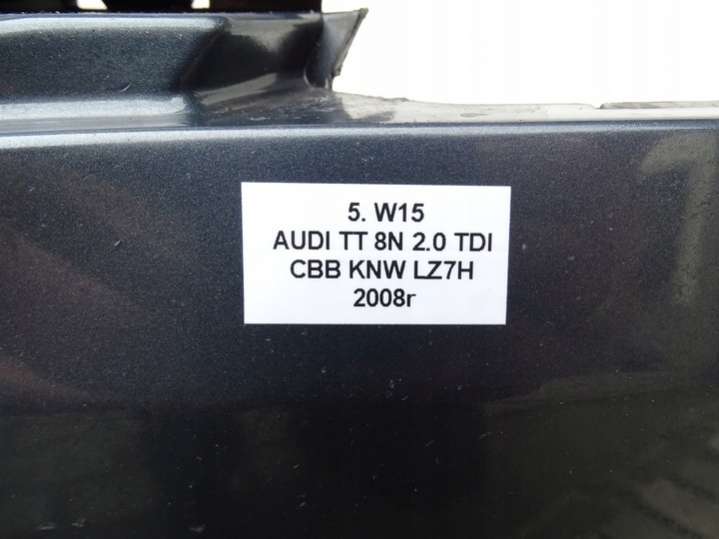 5. W15
AUDI TT 8N 2.0 TDI
CBB KNW LZ7H
2008r